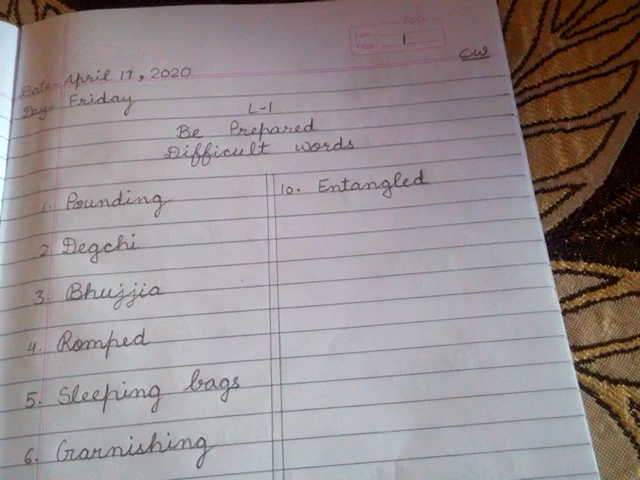 1
CW
Date- April 17, 2020
Day- Friday
L-1
Be Prepared
Difficult words
1. Pounding
2. Degchi
3. Bhujjia
4. Romped
5. Sleeping bags
6. Garnishing
10. Entangled